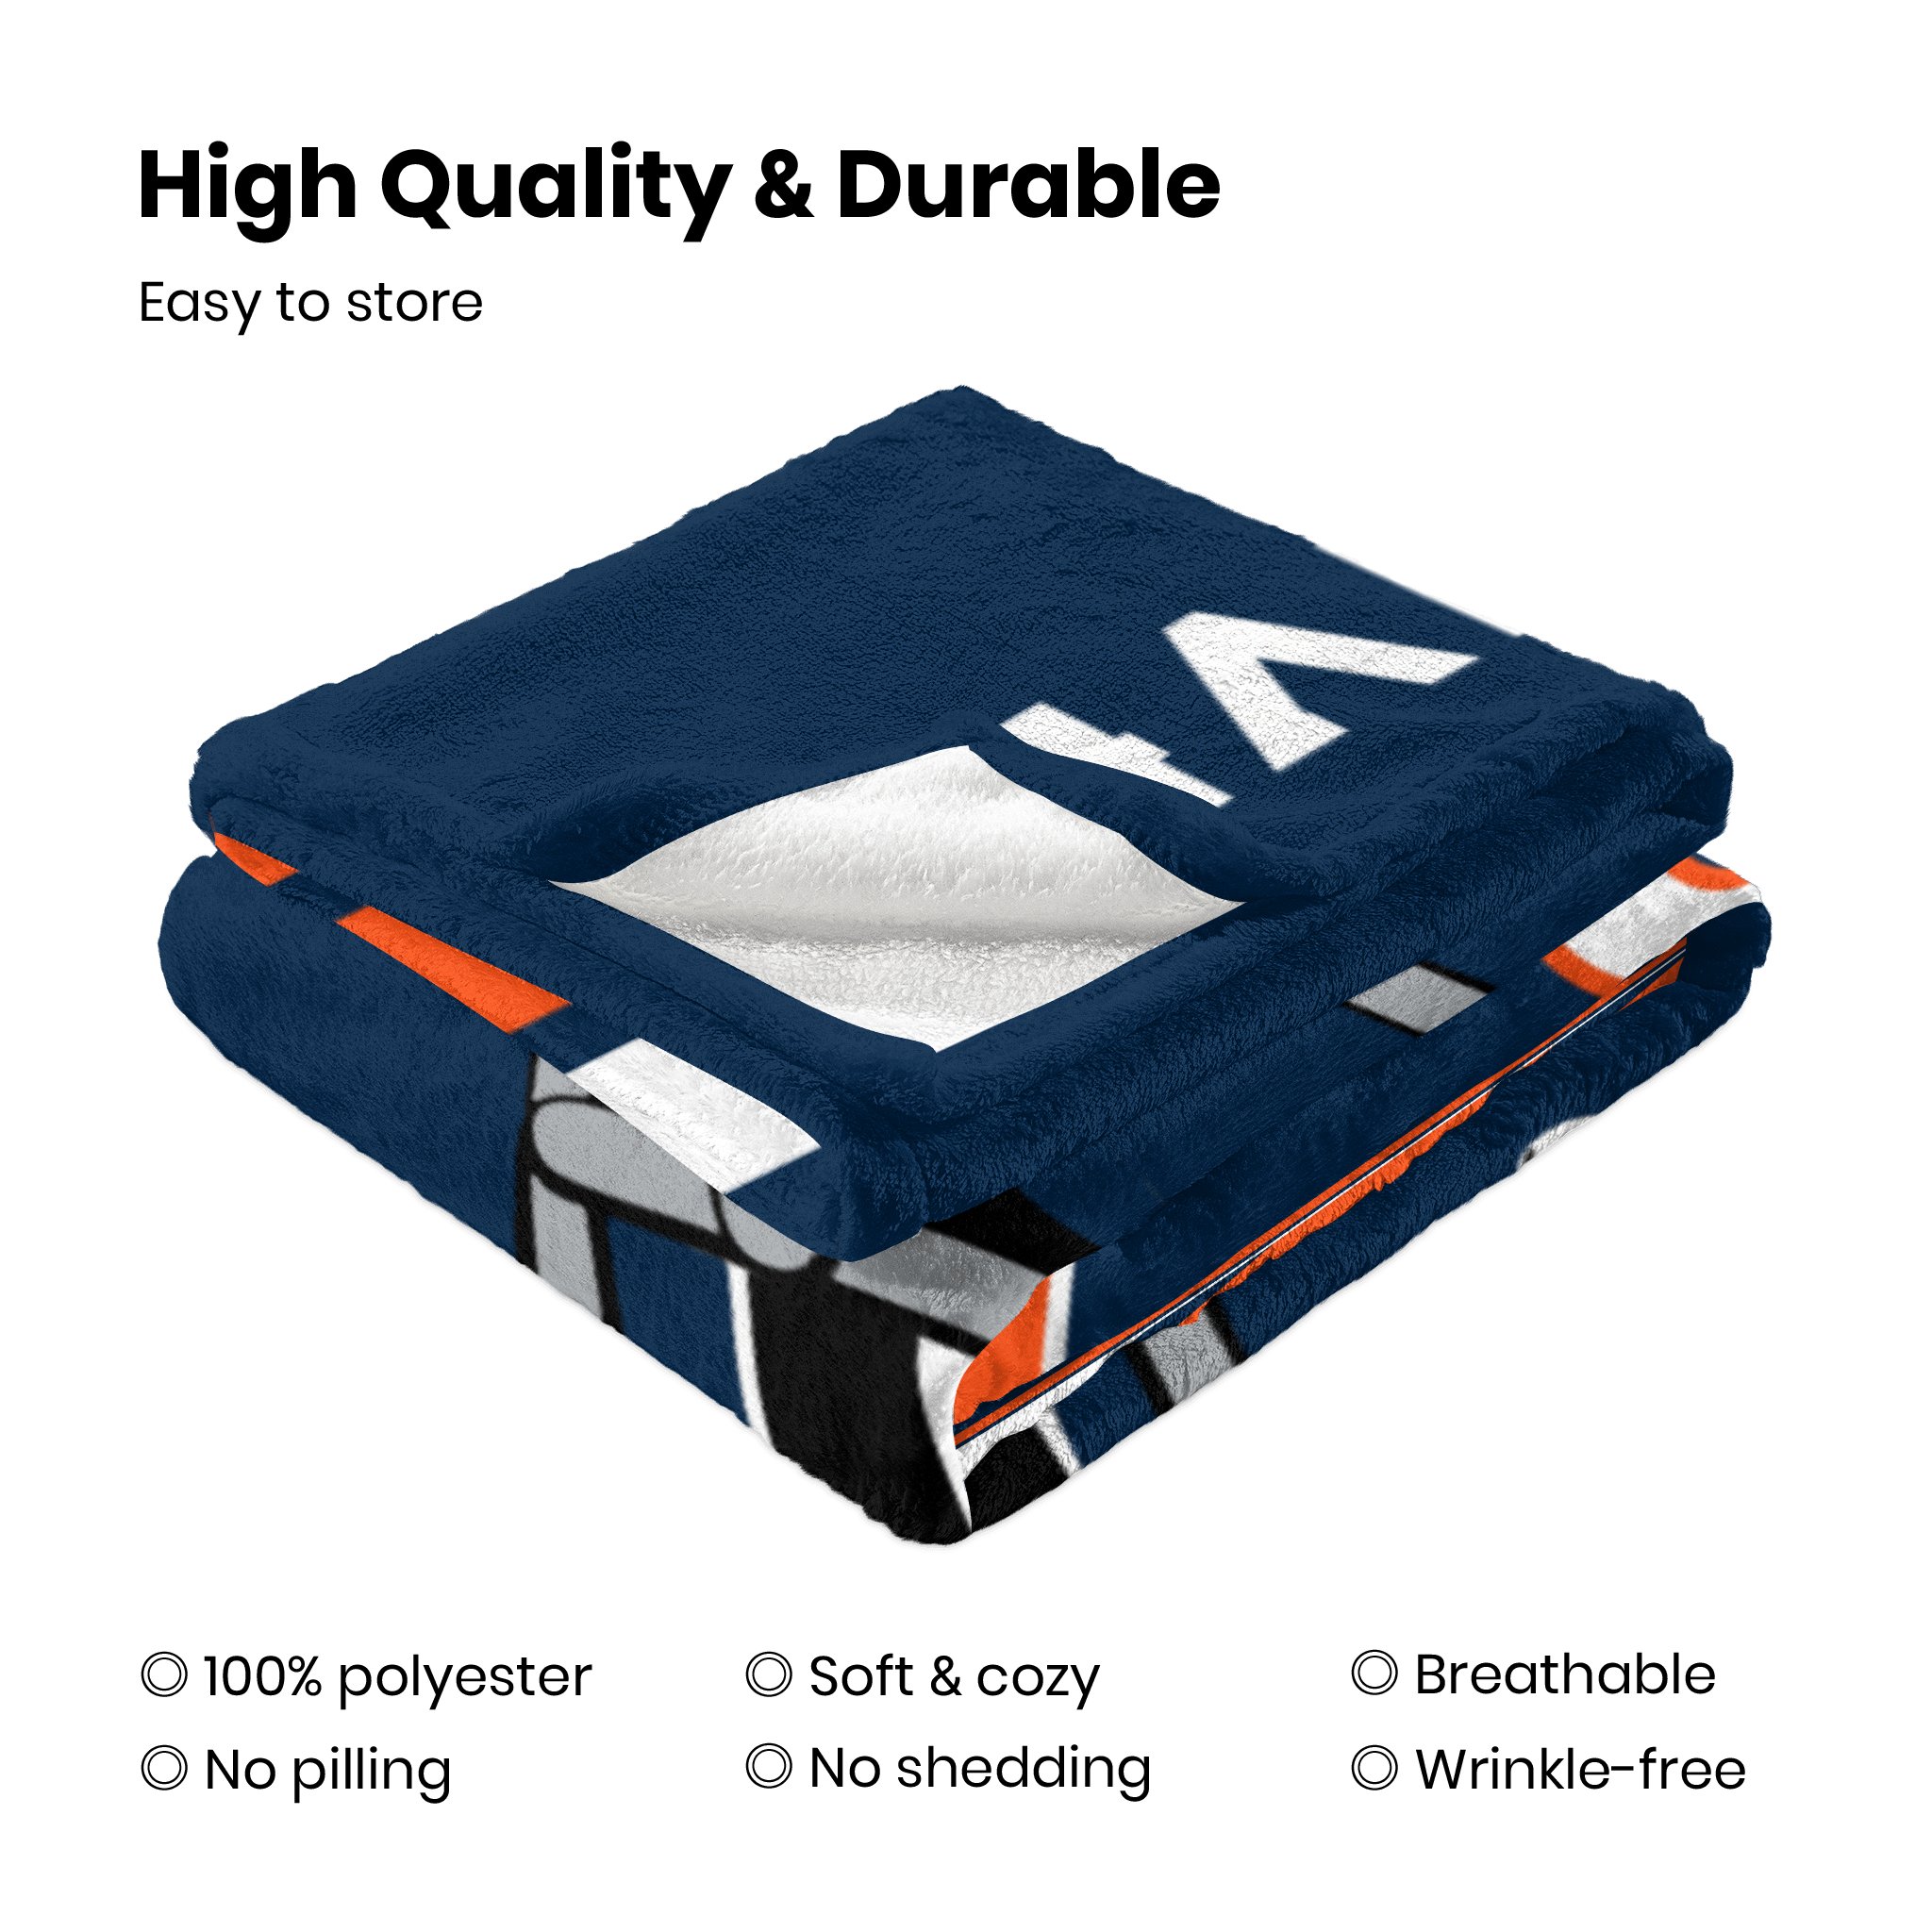 High Quality & Durable
Easy to store
100% polyester
Soft & cozy
Breathable
No pilling
No shedding
Wrinkle-free